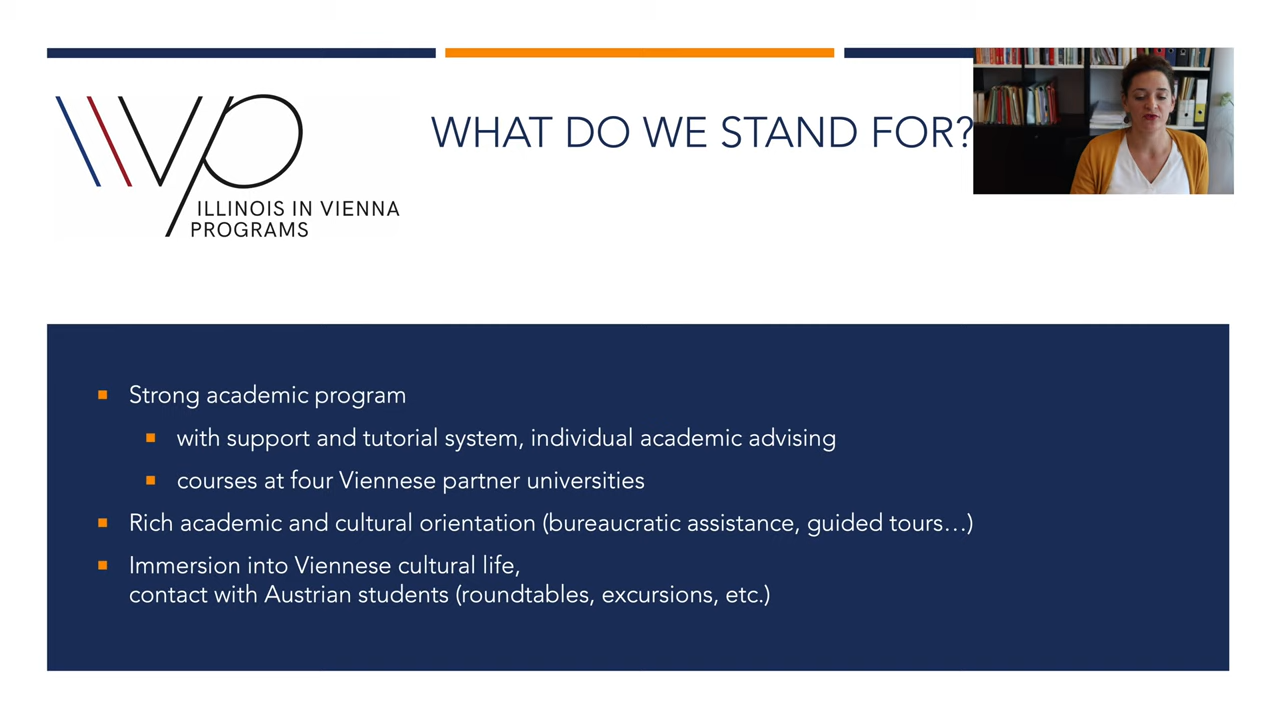 IVP
ILLINOIS IN VIENNA
PROGRAMS
WHAT DO WE STAND FOR?
Strong academic program
with support and tutorial system, individual academic advising
courses at four Viennese partner universities
Rich academic and cultural orientation (bureaucratic assistance, guided tours…)
Immersion into Viennese cultural life,
contact with Austrian students (roundtables, excursions, etc.)